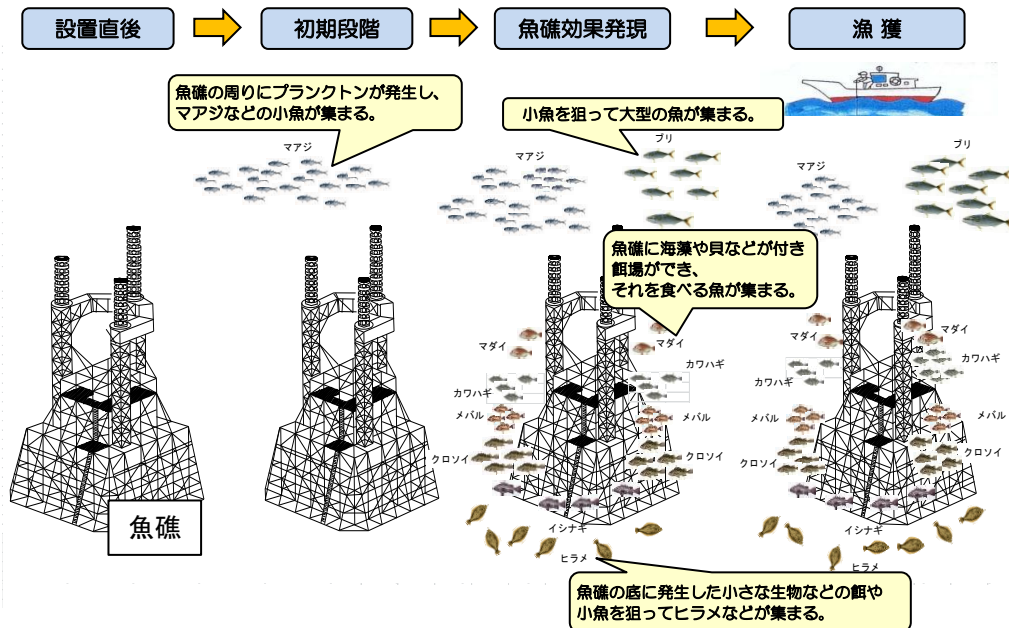 設置直後
初期段階
魚礁効果発現
漁 獲
魚礁の周りにプランクトンが発生し、
マアジなどの小魚が集まる。
小魚を狙って大型の魚が集まる。
マアジ
マアジ
ブリ
マアジ
ブリ
魚礁に海藻や貝などが付き
餌場ができ、
それを食べる魚が集まる。
マダイ
マダイ
マダイ
カワハギ
カワハギ
カワハギ
カワハギ
メバル
メバル
メバル
メバル
クロソイ
クロソイ
クロソイ
クロソイ
魚礁
イシナギ
イシナギ
ヒラメ
ヒラメ
魚礁の底に発生した小さな生物などの餌や
小魚を狙ってヒラメなどが集まる。